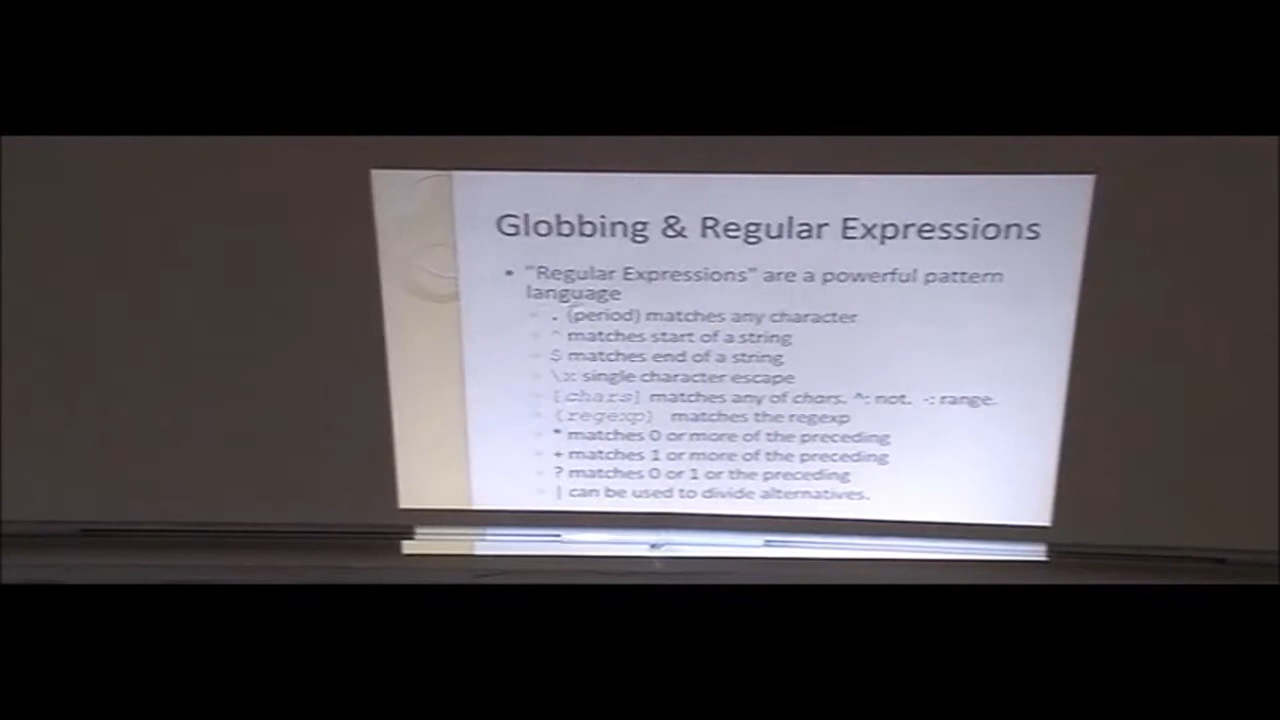 Globbing & Regular Expressions
• "Regular Expressions" are a powerful pattern
language
. (period) matches any character
^ matches start of a string
$ matches end of a string
\x single character escape
[chars] matches any of chars. ^: not. -: range.
(regexp) matches the regexp
* matches 0 or more of the preceding
+ matches 1 or more of the preceding
? matches 0 or 1 or the preceding
| can be used to divide alternatives.